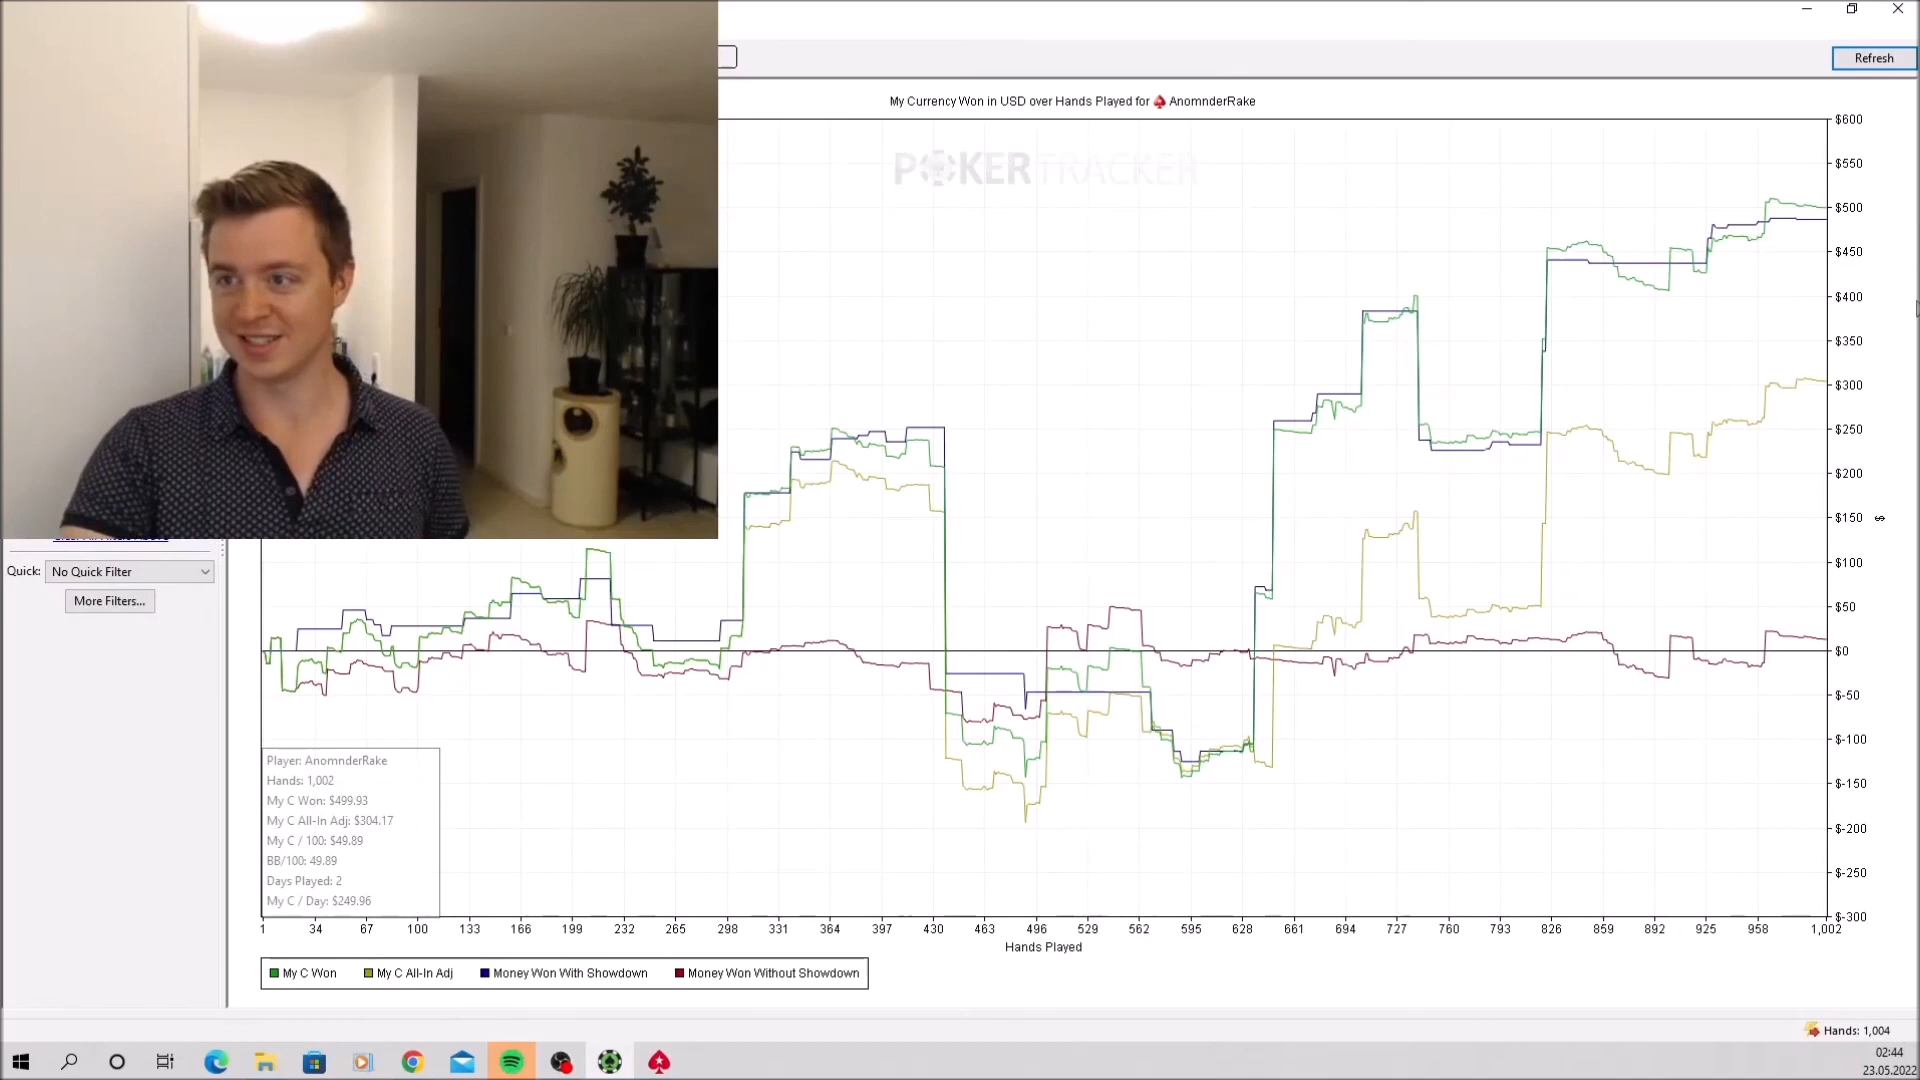 Refresh
My Currency Won in USD over Hands Played for AnomnderRake
POKERTRACKER
$600
$550
$500
$450
$400
$350
$300
$250
$200
$150
$100
$50
$0
$-50
$-100
$-150
$-200
$-250
$-300
$
Quick: No Quick Filter
More Filters...
Player: AnomnderRake
Hands: 1,002
My C Won: $499.93
My C All-In Adj: $304.17
My C / 100: $49.89
BB/100: 49.89
Days Played: 2
My C / Day: $249.96
1 34 67 100 133 166 199 232 265 298 331 364 397 430 463 496 529 562 595 628 661 694 727 760 793 826 859 892 925 958 1,002
Hands Played
My C Won My C All-In Adj Money Won With Showdown Money Won Without Showdown
Hands: 1,004
02:44
23.05.2022